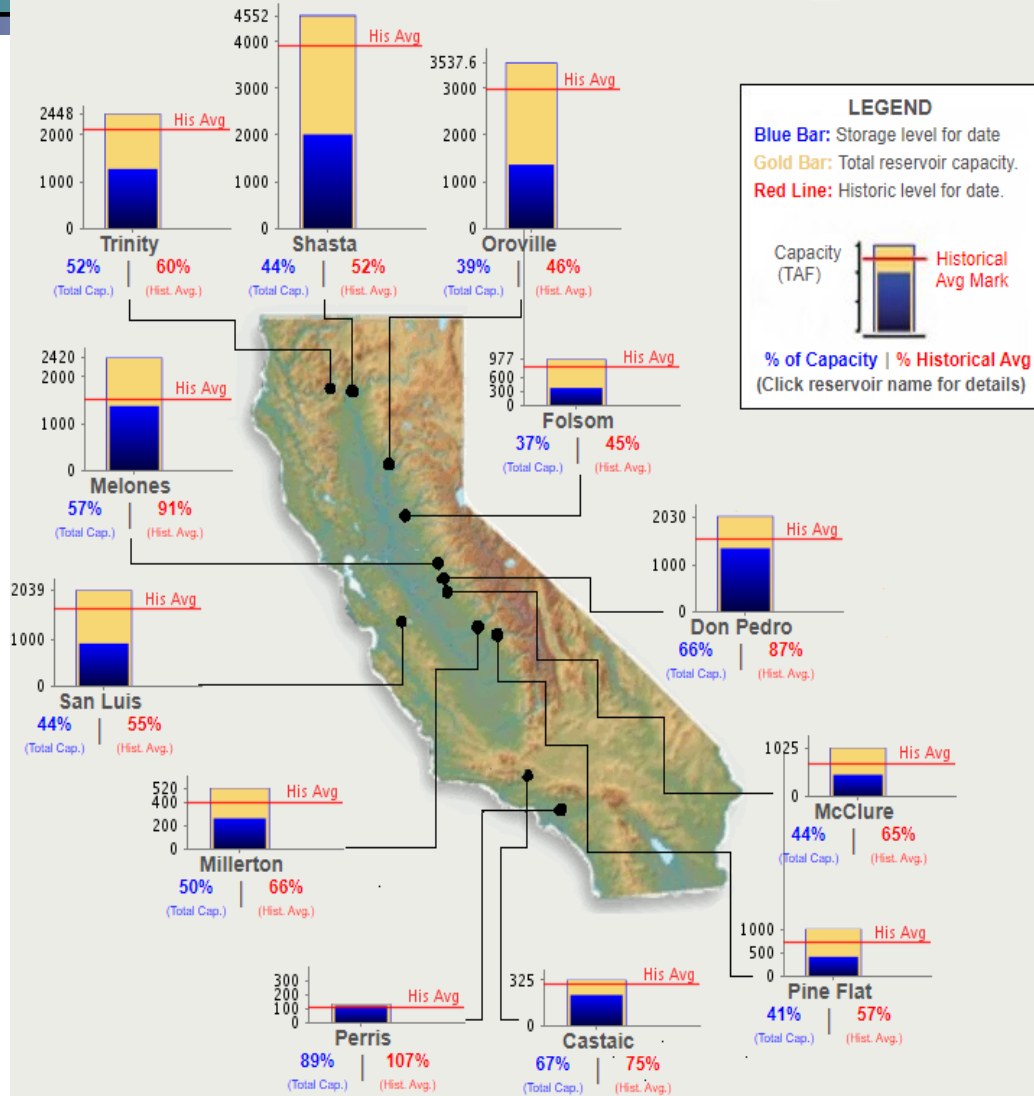 4552
4000
3000
2000
1000
0
His Avg
Shasta
44% | 52%
(Total Cap.) (Hist. Avg.)
3537.6
3000
2000
1000
0
His Avg
Oroville
39% | 46%
(Total Cap.) (Hist. Avg.)
2448
2000
1000
0
His Avg
Trinity
52% | 60%
(Total Cap.) (Hist. Avg.)
LEGEND
Blue Bar: Storage level for date
Gold Bar: Total reservoir capacity.
Red Line: Historic level for date.
Capacity
(TAF)
Historical
Avg Mark
% of Capacity | % Historical Avg
(Click reservoir name for details)
2420
2000
1000
0
His Avg
Melones
57% | 91%
(Total Cap.) (Hist. Avg.)
977
600
300
0
His Avg
Folsom
37% | 45%
(Total Cap.) (Hist. Avg.)
2030
1000
0
His Avg
Don Pedro
66% | 87%
(Total Cap.) (Hist. Avg.)
2039
1000
0
His Avg
San Luis
44% | 55%
(Total Cap.) (Hist. Avg.)
1025
0
His Avg
McClure
44% | 65%
(Total Cap.) (Hist. Avg.)
520
400
200
0
His Avg
Millerton
50% | 66%
(Total Cap.) (Hist. Avg.)
1000
500
0
His Avg
Pine Flat
41% | 57%
(Total Cap.) (Hist. Avg.)
300
200
100
0
His Avg
Perris
89% | 107%
(Total Cap.) (Hist. Avg.)
325
0
His Avg
Castaic
67% | 75%
(Total Cap.) (Hist. Avg.)